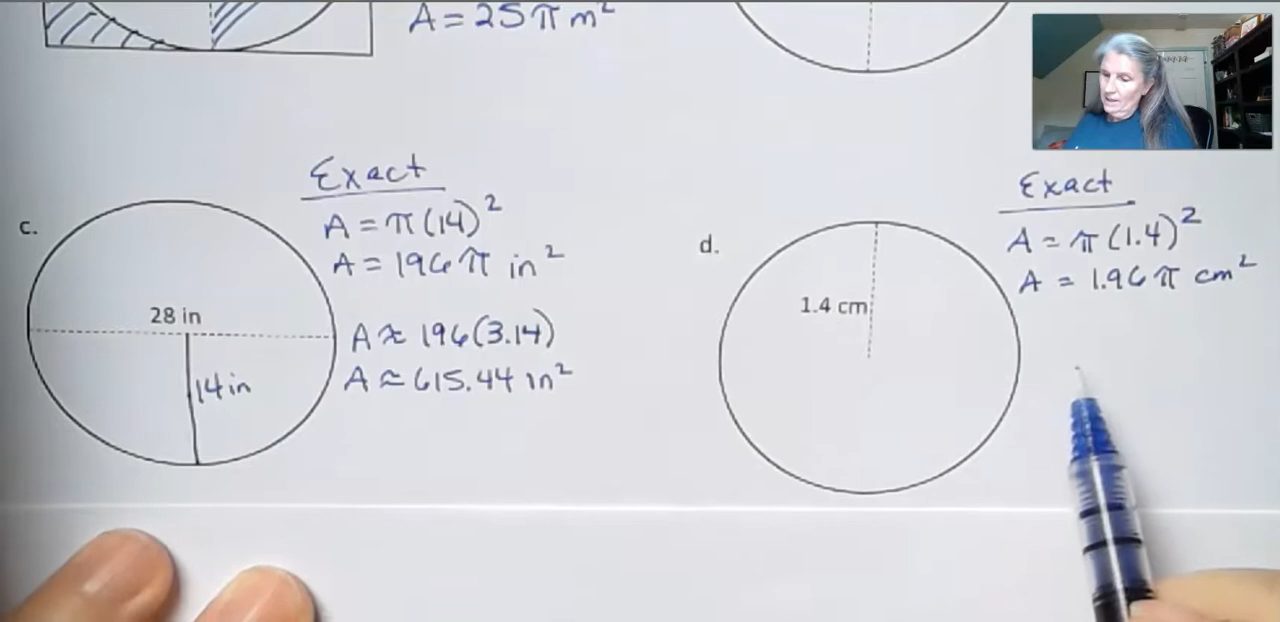 A = 25π m²
Exact
A = π(14)²
A = 196π in²
c.
28 in
14 in
A ≈ 196(3.14)
A ≈ 615.44 in²
Exact
A = π(1.4)²
A = 1.96π cm²
d.
1.4 cm